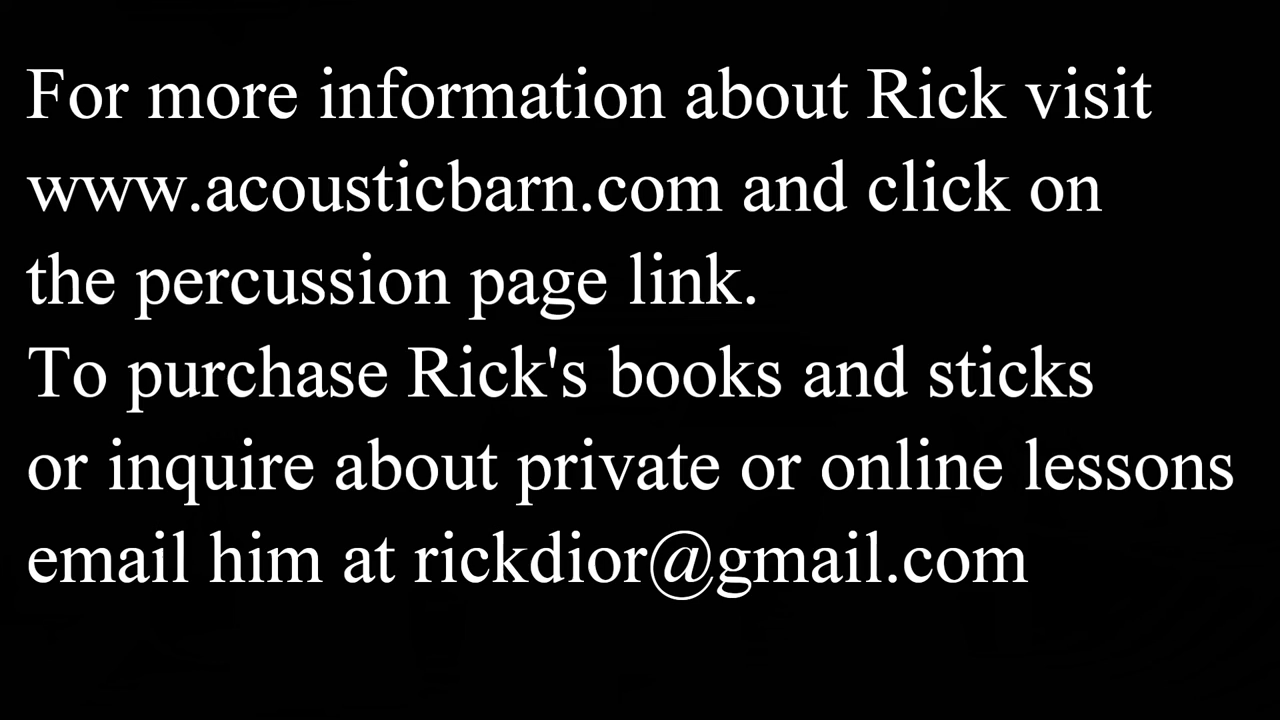 For more information about Rick visit
www.acousticbarn.com and click on
the percussion page link.
To purchase Rick's books and sticks
or inquire about private or online lessons
email him at rickdior@gmail.com